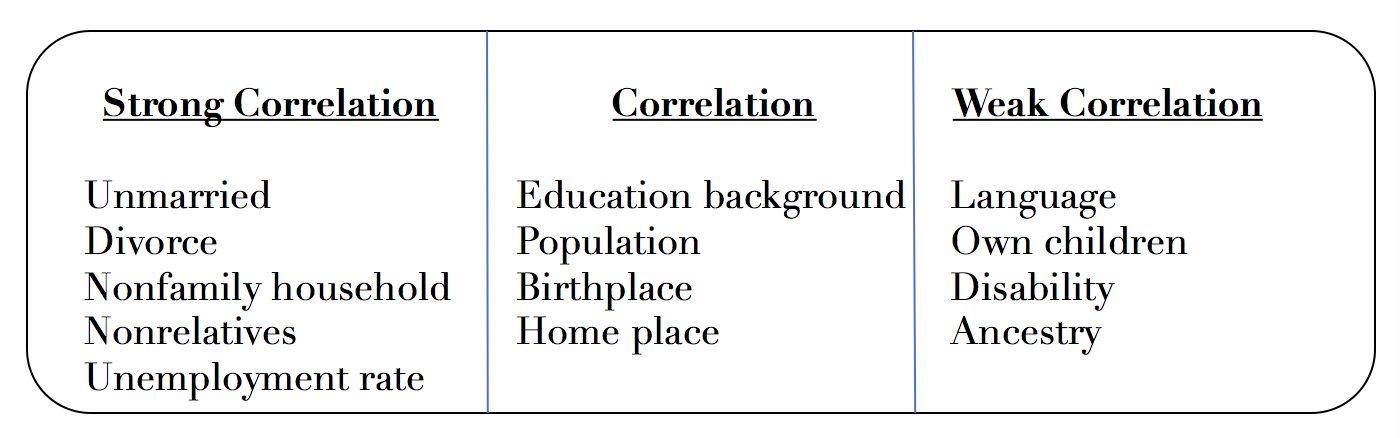 Strong Correlation
Unmarried
Divorce
Nonfamily household
Nonrelatives
Unemployment rate
Correlation
Education background
Population
Birthplace
Home place
Weak Correlation
Language
Own children
Disability
Ancestry